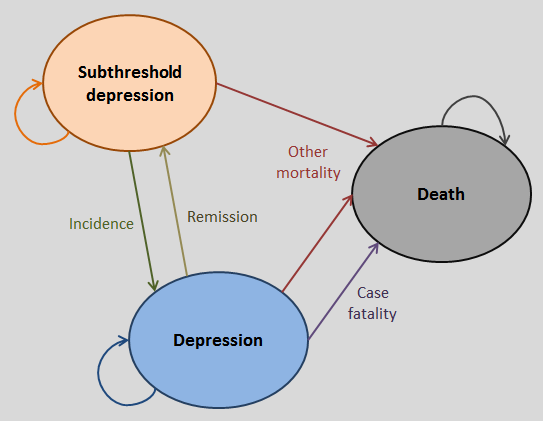 Subthreshold
depression
Other
mortality
Death
Incidence
Remission
Case
fatality
Depression